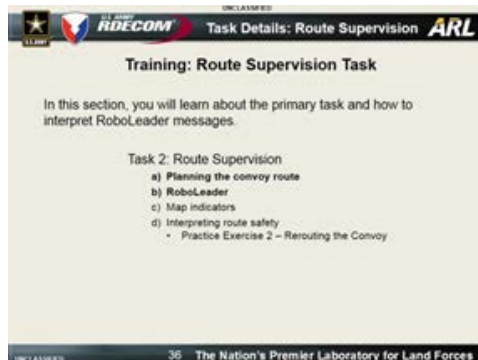 UNCLASSIFIED
U.S. ARMY
RDECOM
Task Details: Route Supervision
ARL
Training: Route Supervision Task
In this section, you will learn about the primary task and how to
interpret RoboLeader messages.
Task 2: Route Supervision
a) Planning the convoy route
b) RoboLeader
c) Map indicators
d) Interpreting route safety
• Practice Exercise 2 – Rerouting the Convoy
UNCLASSIFIED
36 The Nation's Premier Laboratory for Land Forces